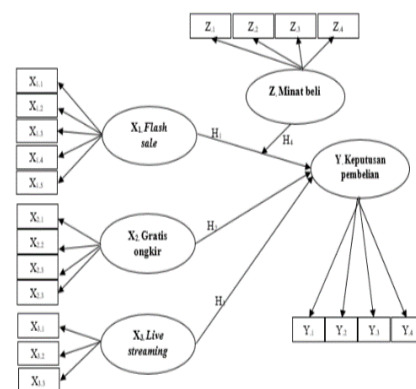 Z.1 Z.2 Z.3 Z.4
Z. Minat beli
X1.1
X1.2
X1.3
X1.4
X1.5
X1. Flash
sale
H1
H4
Y. Keputusan
pembelian
X2.1
X2.2
X2.3
X2.3
X2. Gratis
ongkir
H2
X3.1
X3.2
X3.3
X3. Live
streaming
H3
Y.1 Y.2 Y.3 Y.4